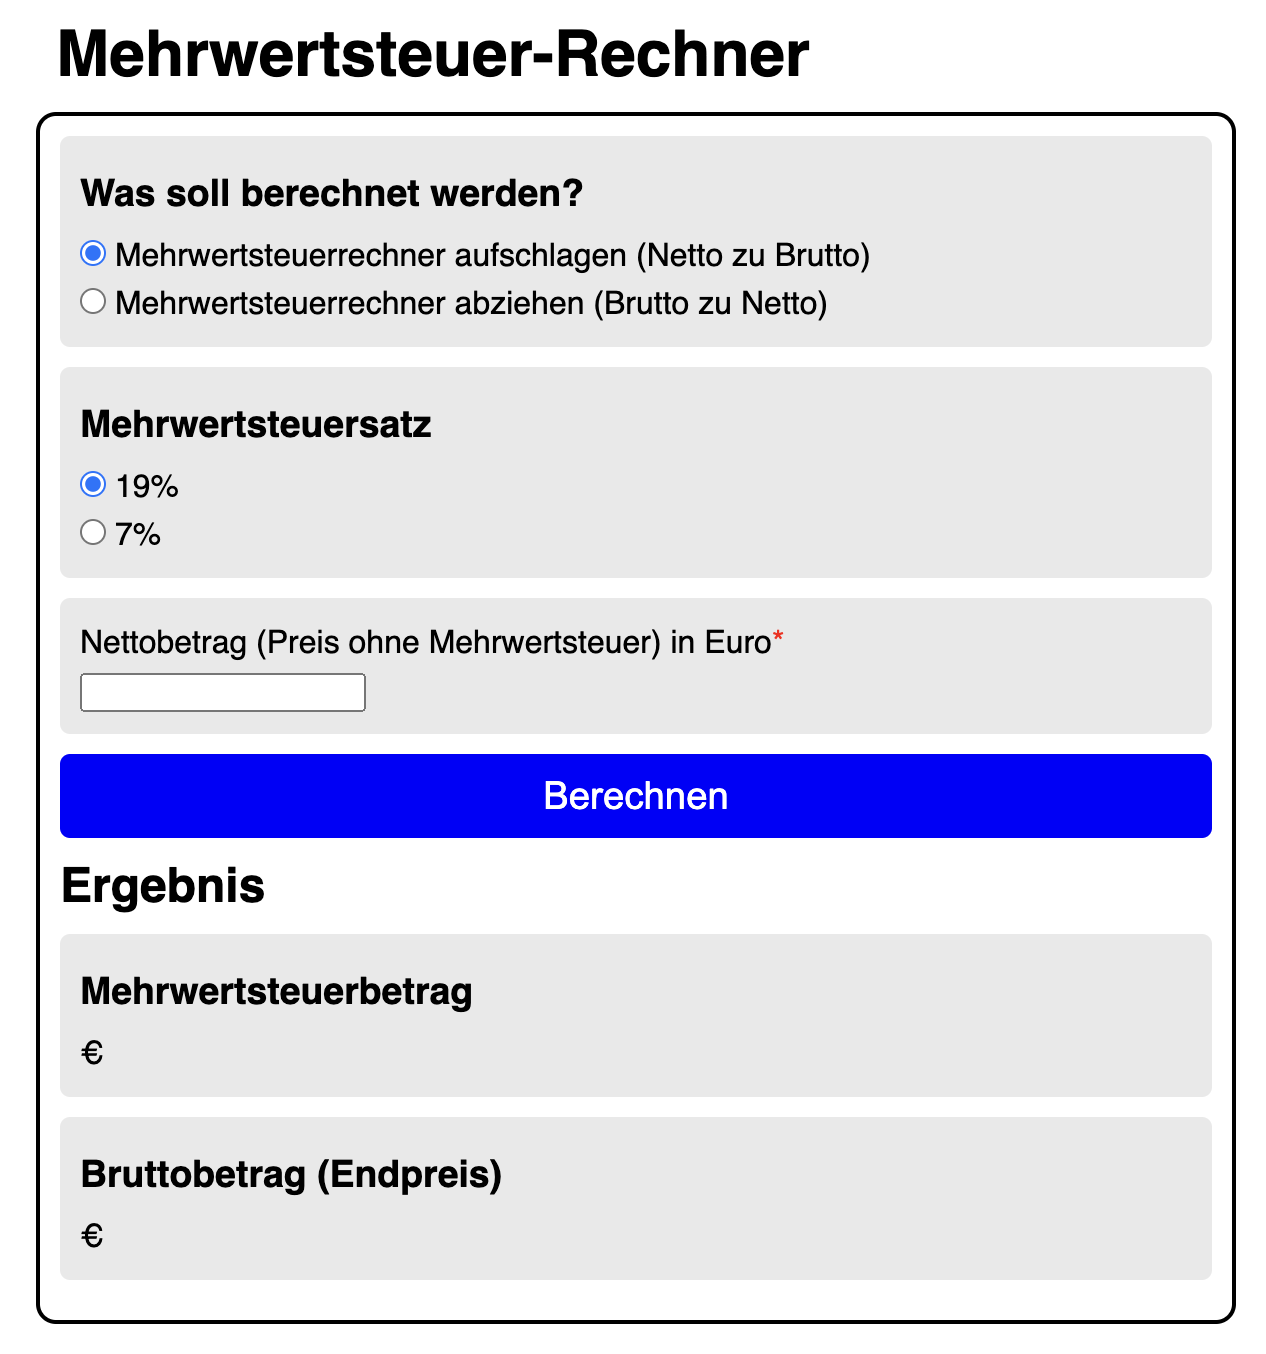 Mehrwertsteuer-Rechner
Was soll berechnet werden?
Mehrwertsteuerrechner aufschlagen (Netto zu Brutto)
Mehrwertsteuerrechner abziehen (Brutto zu Netto)
Mehrwertsteuersatz
19%
7%
Nettobetrag (Preis ohne Mehrwertsteuer) in Euro*
Berechnen
Ergebnis
Mehrwertsteuerbetrag
€
Bruttobetrag (Endpreis)
€